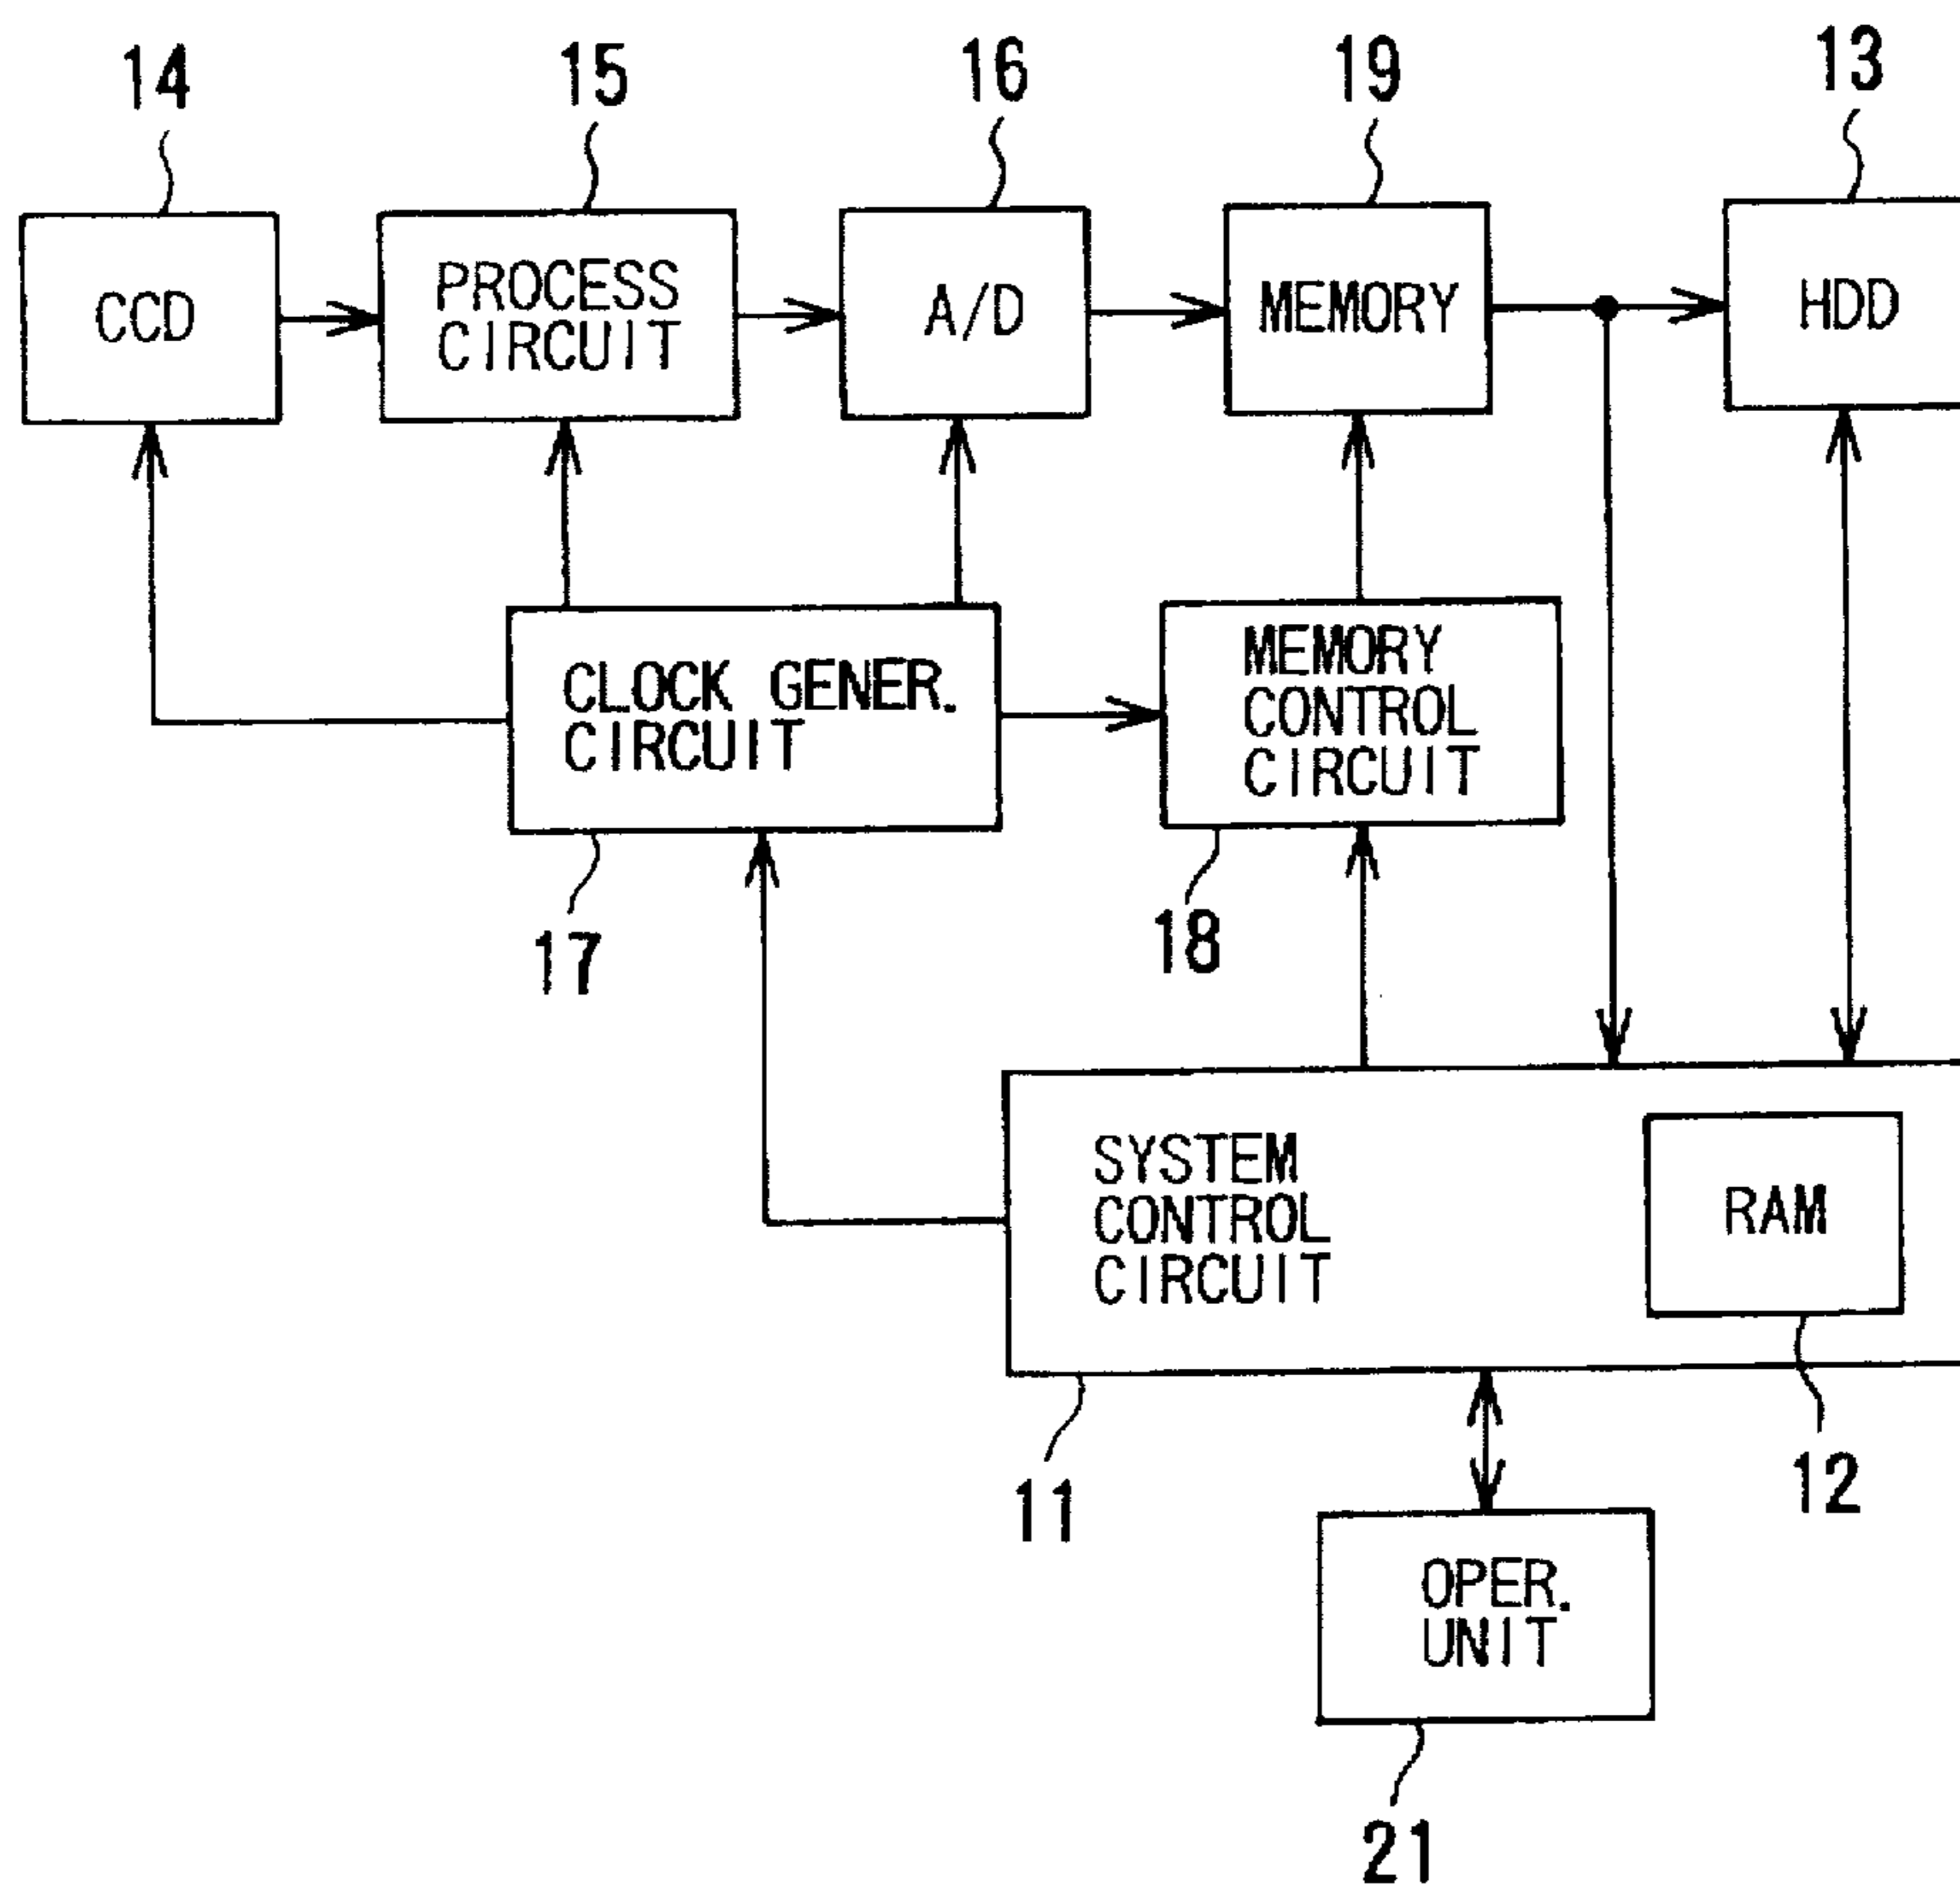 14
15
16
19
13
CCD
PROCESS
CIRCUIT
A/D
MEMORY
HDD
CLOCK GENER.
CIRCUIT
MEMORY
CONTROL
CIRCUIT
17
18
SYSTEM
CONTROL
CIRCUIT
RAM
11
12
OPER.
UNIT
21